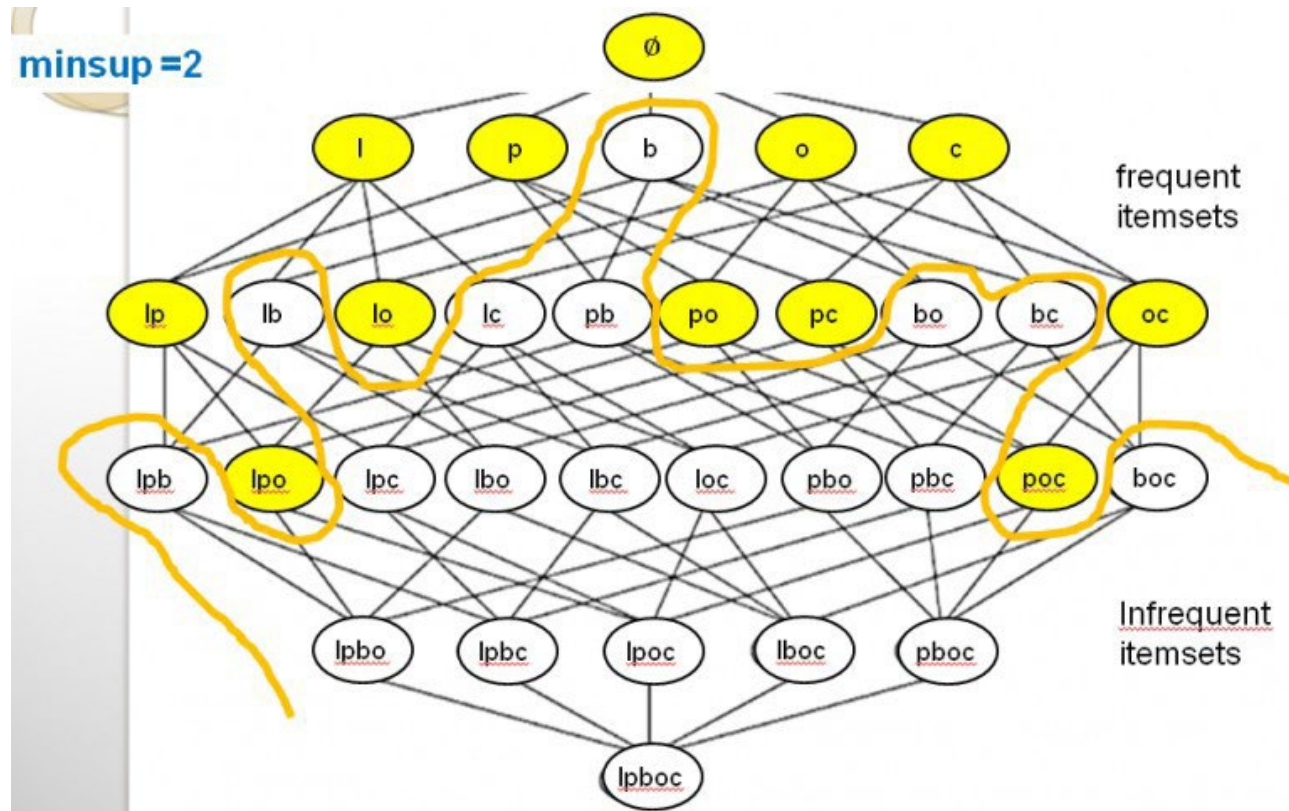 Ø
minsup =2
l p b o c
frequent
itemsets
lp lb lo lc pb po pc bo bc oc
lpb lpo lpc lbo lbc loc pbo pbc poc boc
Infrequent
itemsets
lpbo lpbc lpoc lboc pboc
lpboc